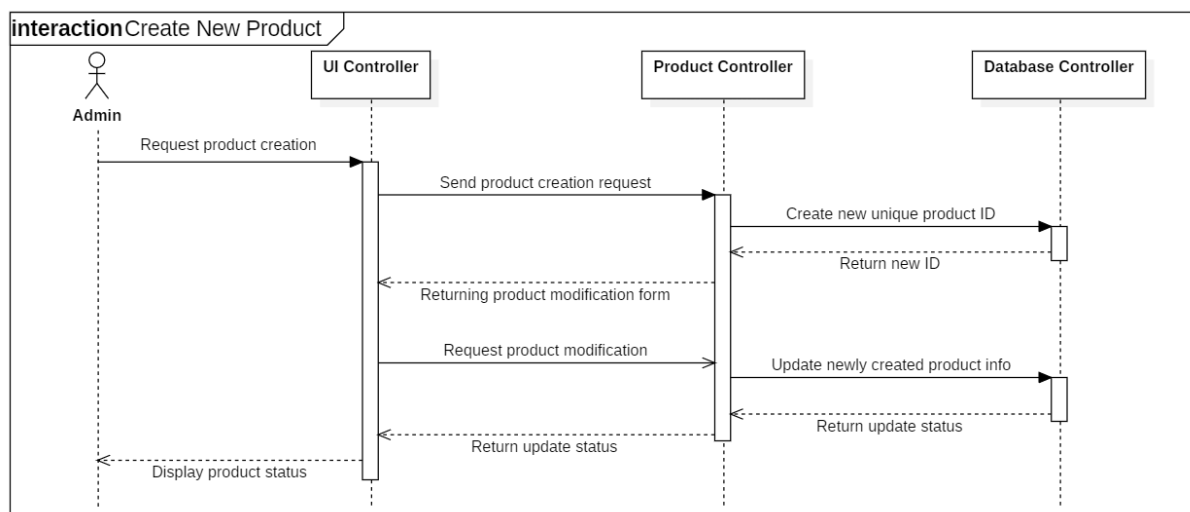 interaction Create New Product
UI Controller
Product Controller
Database Controller
Admin
Request product creation
Send product creation request
Create new unique product ID
Return new ID
Returning product modification form
Request product modification
Update newly created product info
Return update status
Return update status
Display product status